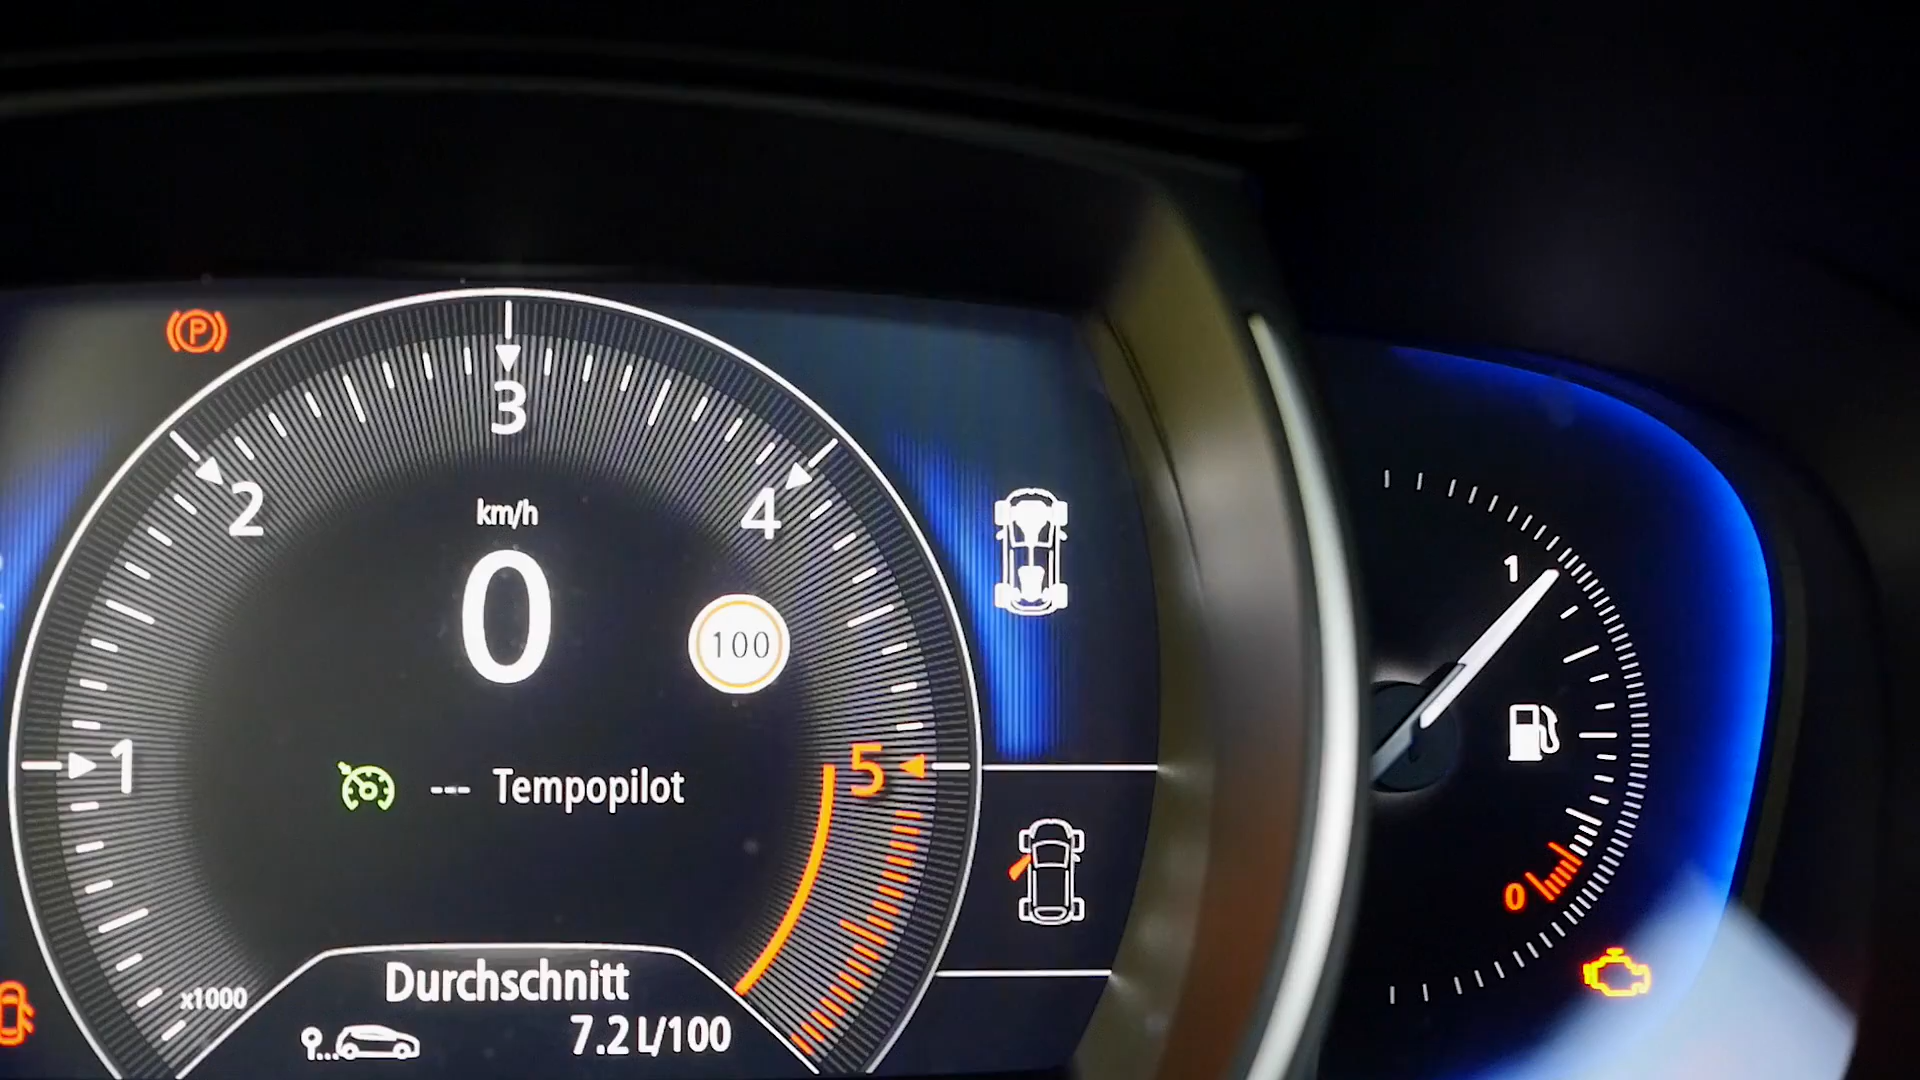 P
3
2
4
km/h
0
1
100
1
5
--- Tempopilot
0
Durchschnitt
x1000
7.2 L/100